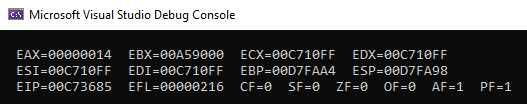 Microsoft Visual Studio Debug Console
EAX=00000014 EBX=00A59000 ECX=00C710FF EDX=00C710FF
ESI=00C710FF EDI=00C710FF EBP=00D7FAA4 ESP=00D7FA98
EIP=00C73685 EFL=00000216 CF=0 SF=0 ZF=0 OF=0 AF=1 PF=1